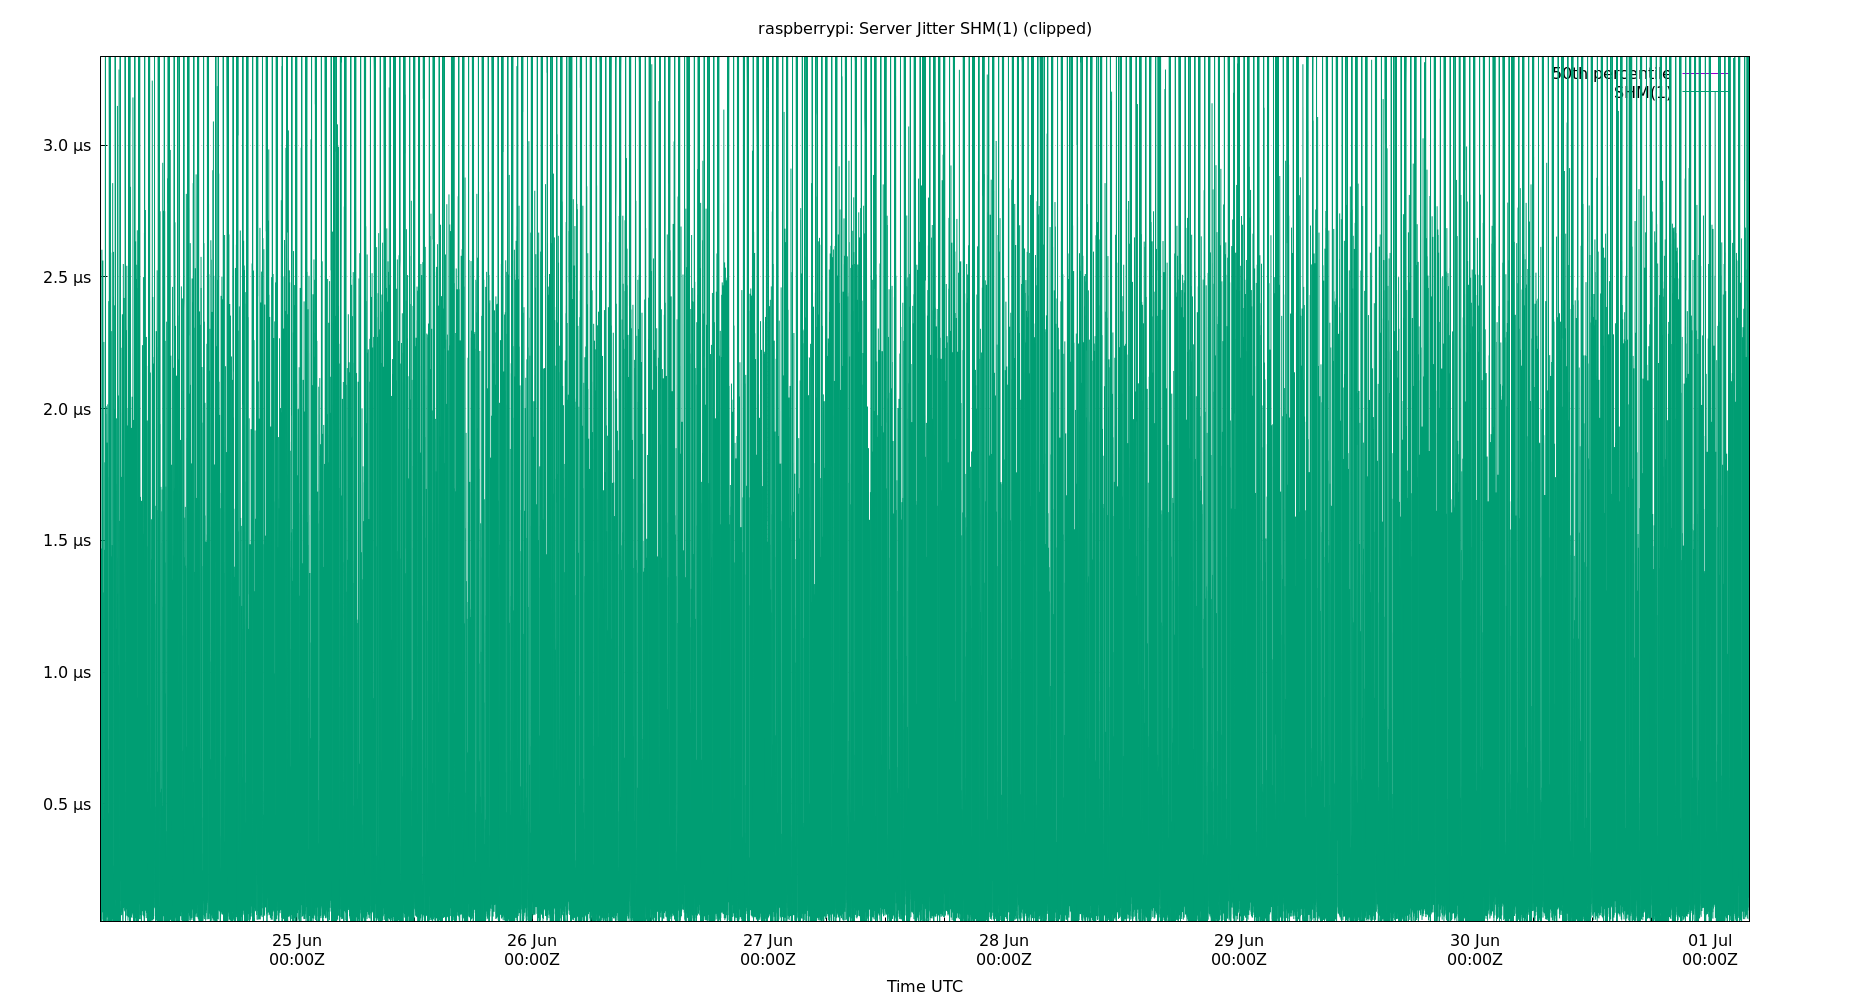 raspberrypi: Server Jitter SHM(1) (clipped)
50th percentile
SHM(1)
3.0 µs
2.5 µs
2.0 µs
1.5 µs
1.0 µs
0.5 µs
25 Jun 26 Jun 27 Jun 28 Jun 29 Jun 30 Jun 01 Jul
00:00Z 00:00Z 00:00Z 00:00Z 00:00Z 00:00Z 00:00Z
Time UTC